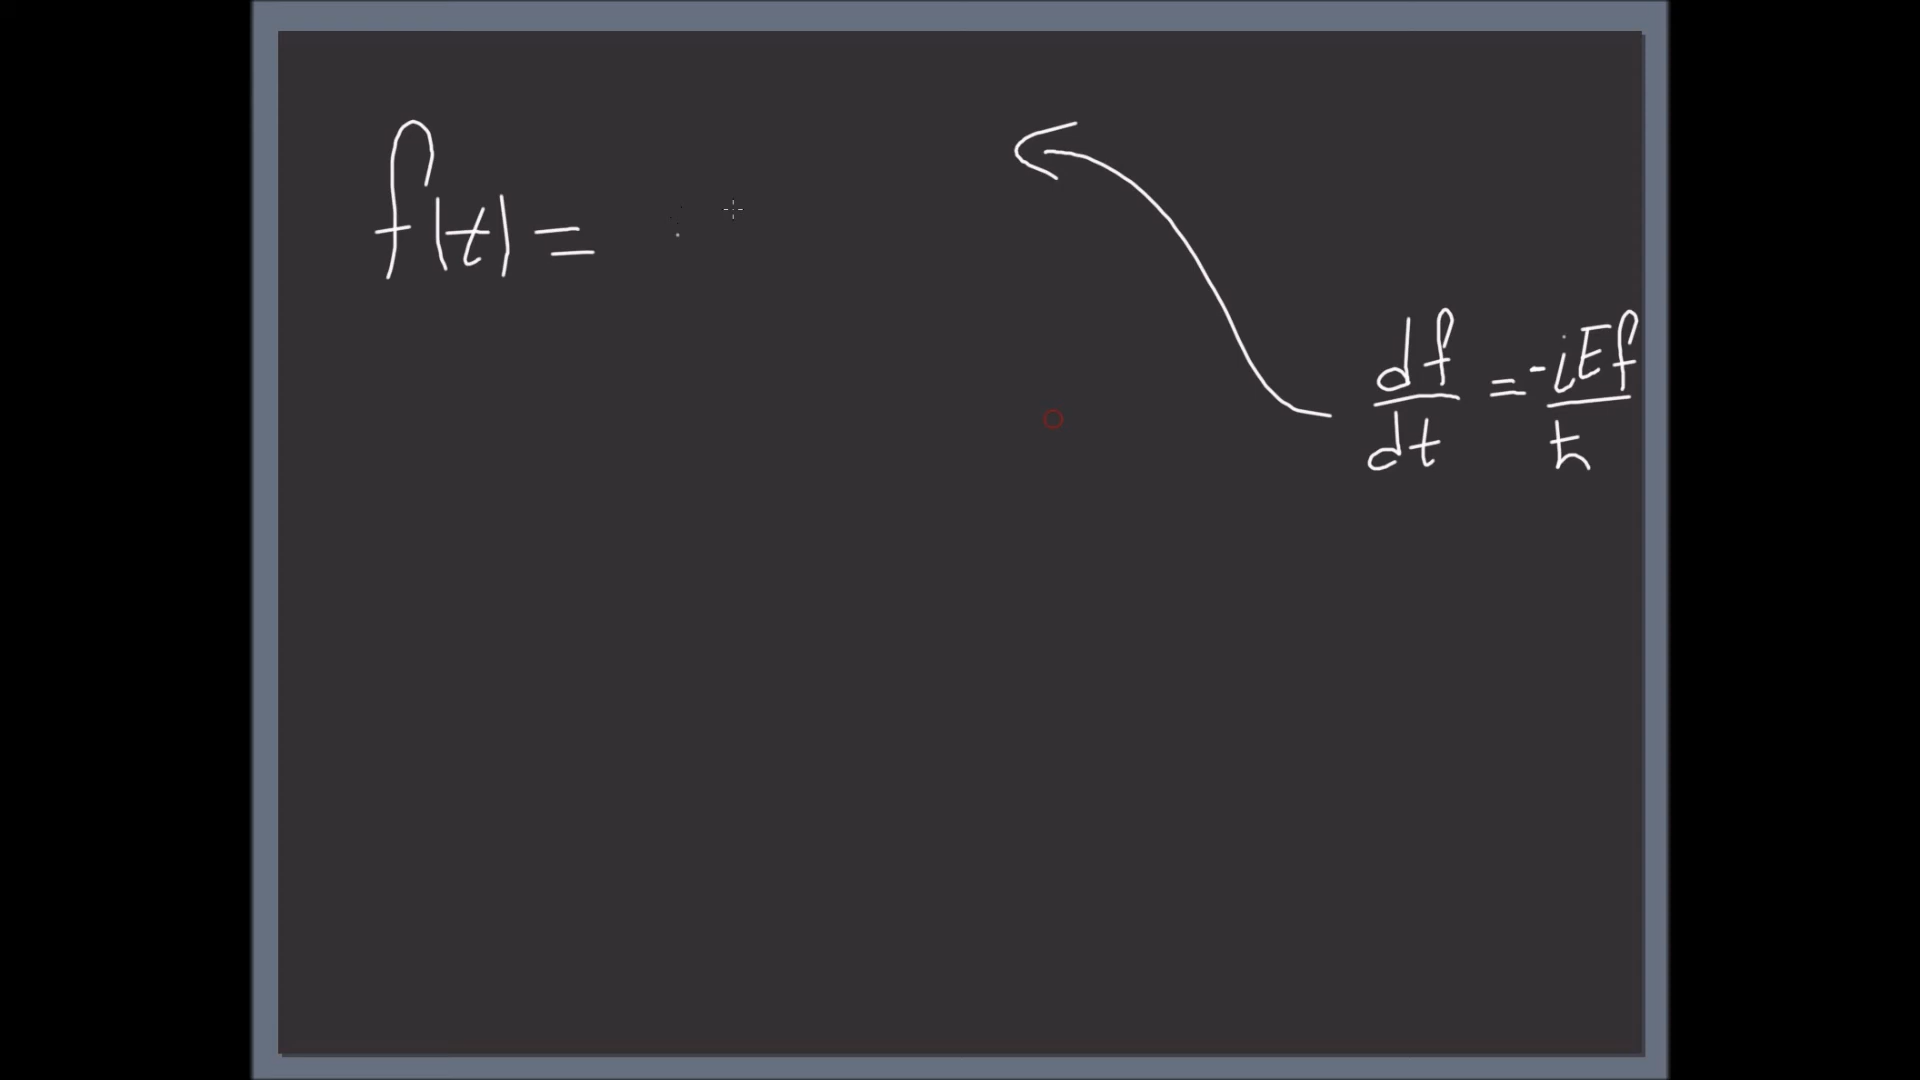 f(t) =
df/dt = -iEf/ħ